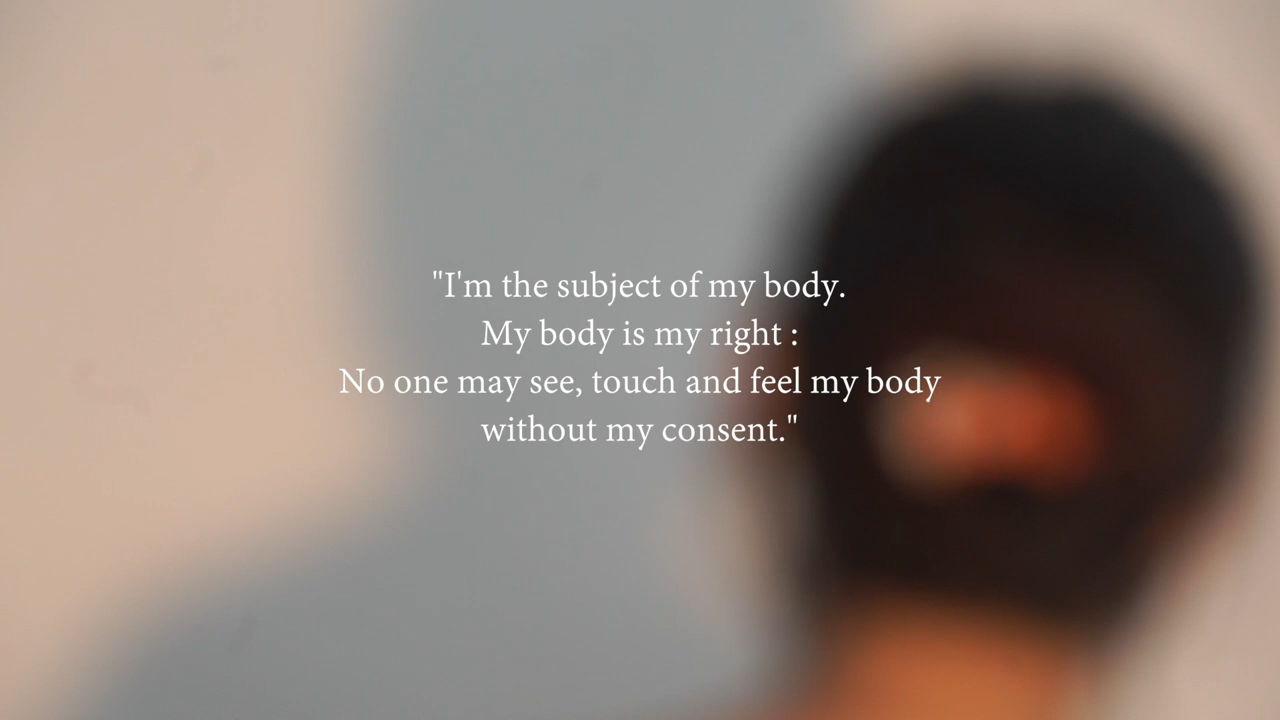 "I'm the subject of my body.
My body is my right :
No one may see, touch and feel my body
without my consent."